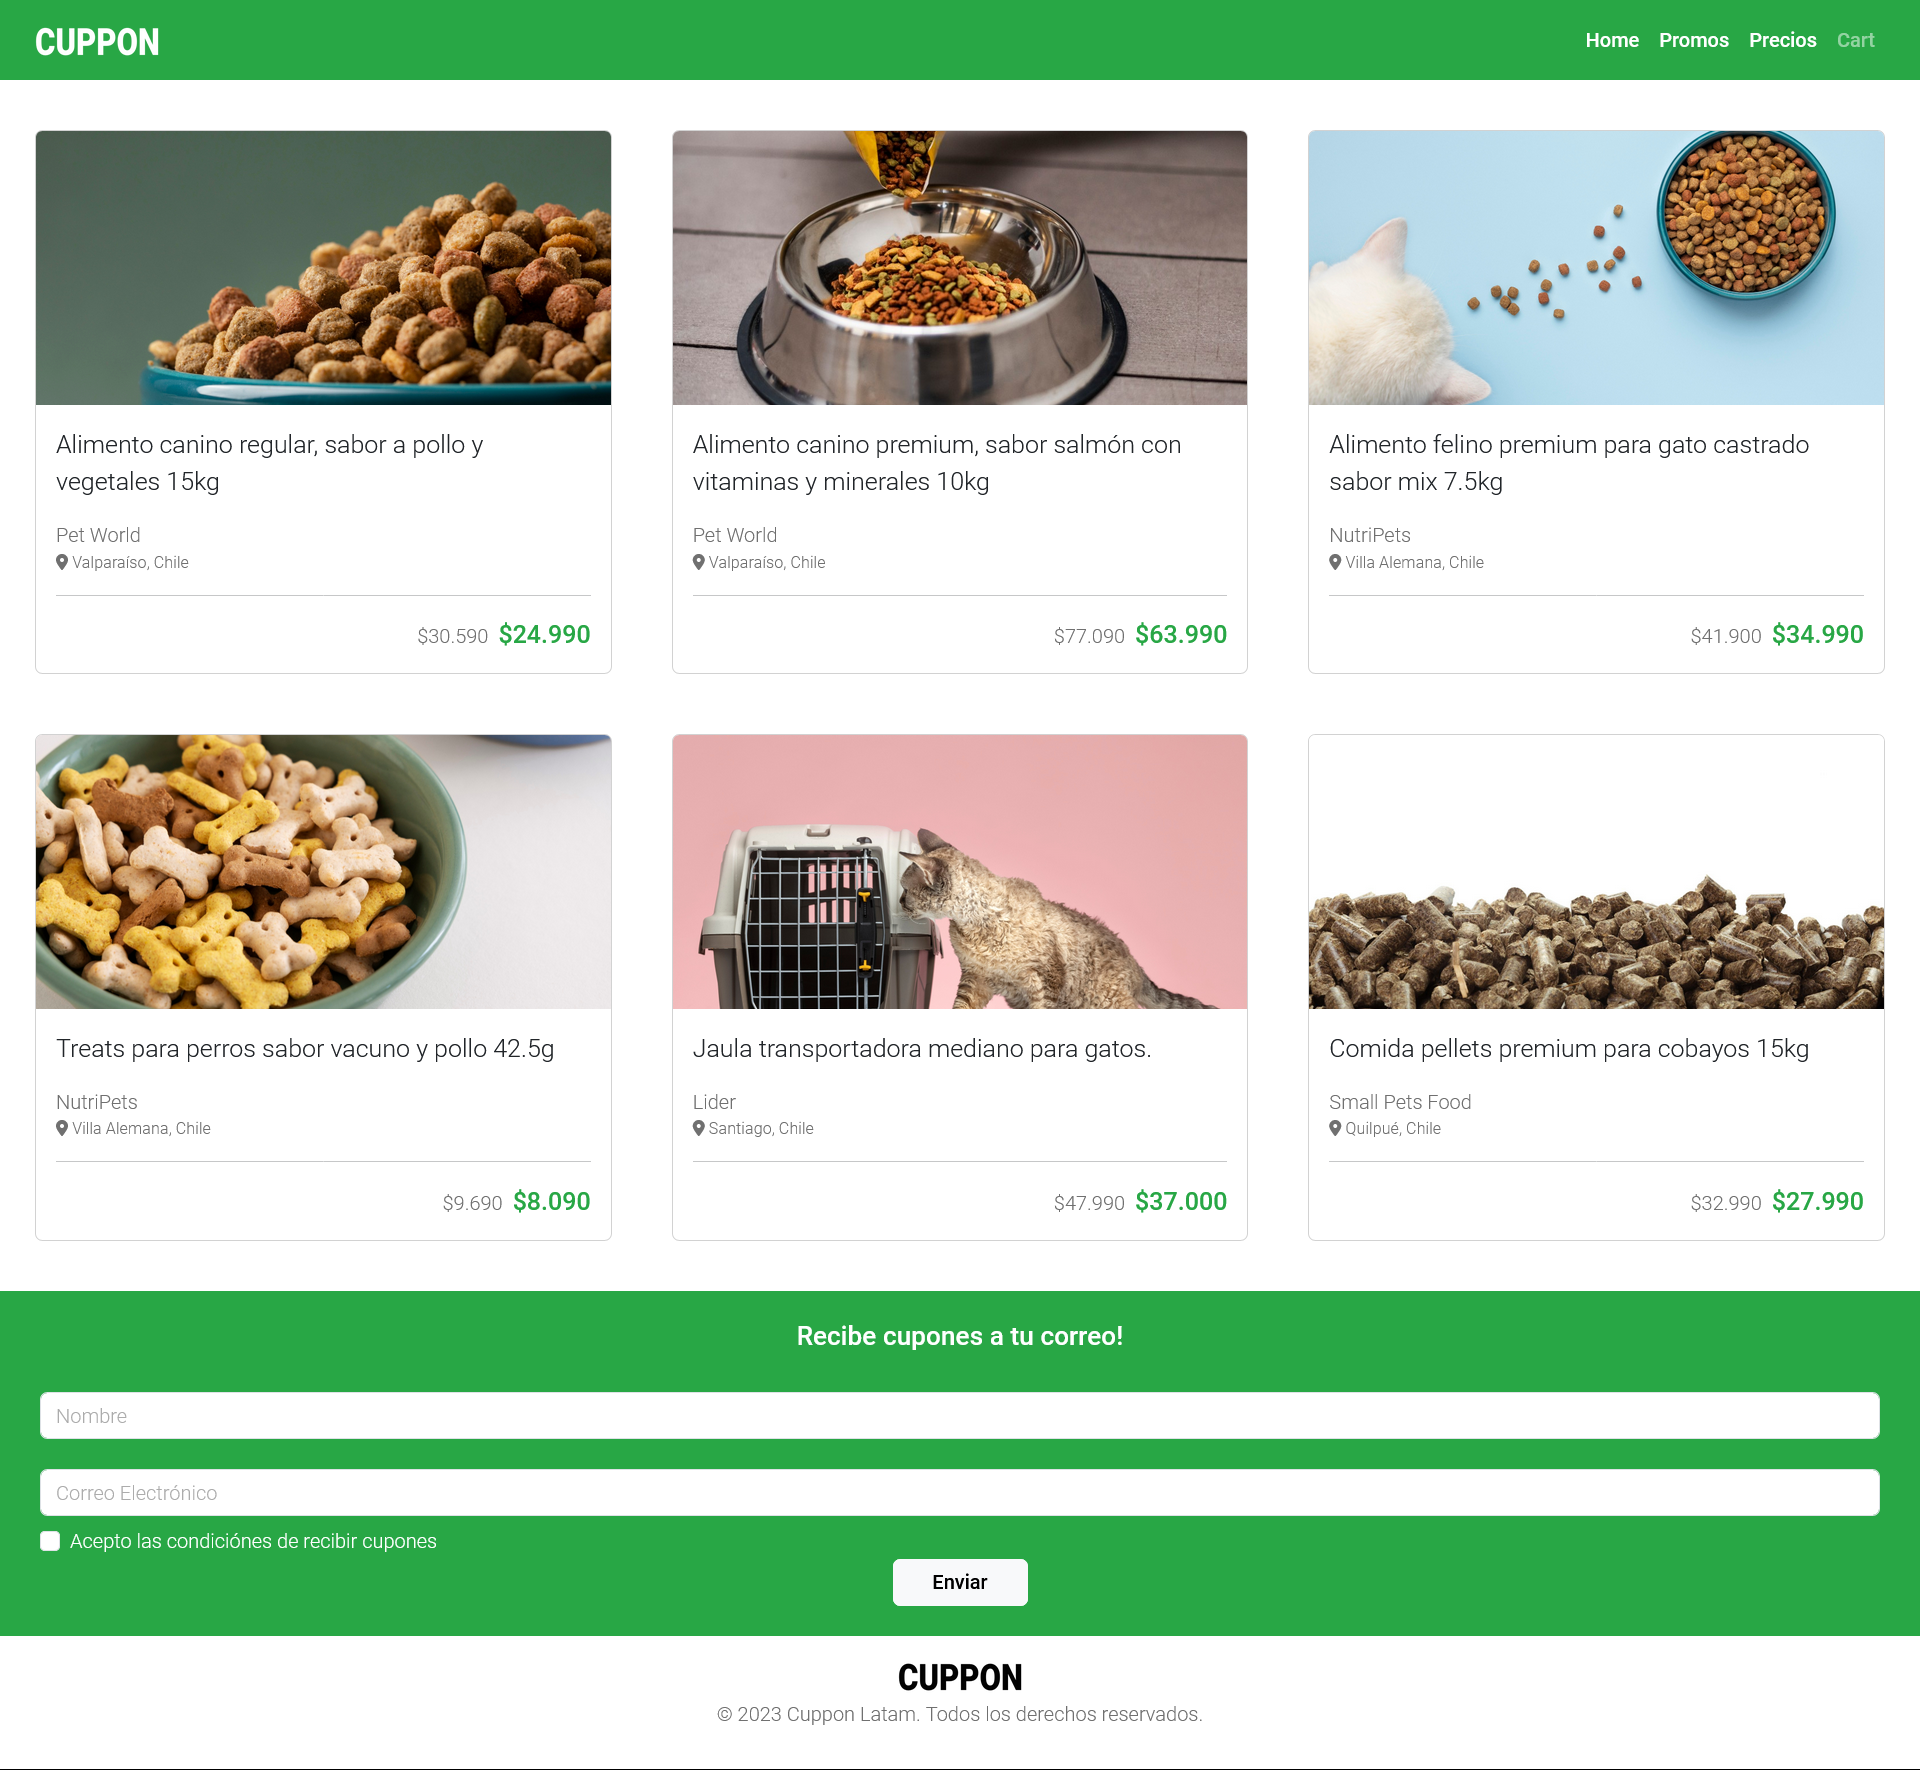 CUPPON
Home Promos Precios Cart
Alimento canino regular, sabor a pollo y
vegetales 15kg
Pet World
Valparaíso, Chile
$30.590 $24.990
Alimento canino premium, sabor salmón con
vitaminas y minerales 10kg
Pet World
Valparaíso, Chile
$77.090 $63.990
Alimento felino premium para gato castrado
sabor mix 7.5kg
NutriPets
Villa Alemana, Chile
$41.900 $34.990
Treats para perros sabor vacuno y pollo 42.5g
NutriPets
Villa Alemana, Chile
$9.690 $8.090
Jaula transportadora mediano para gatos.
Lider
Santiago, Chile
$47.990 $37.000
Comida pellets premium para cobayos 15kg
Small Pets Food
Quilpué, Chile
$32.990 $27.990
Recibe cupones a tu correo!
Nombre
Correo Electrónico
Acepto las condiciónes de recibir cupones
Enviar
CUPPON
© 2023 Cuppon Latam. Todos los derechos reservados.